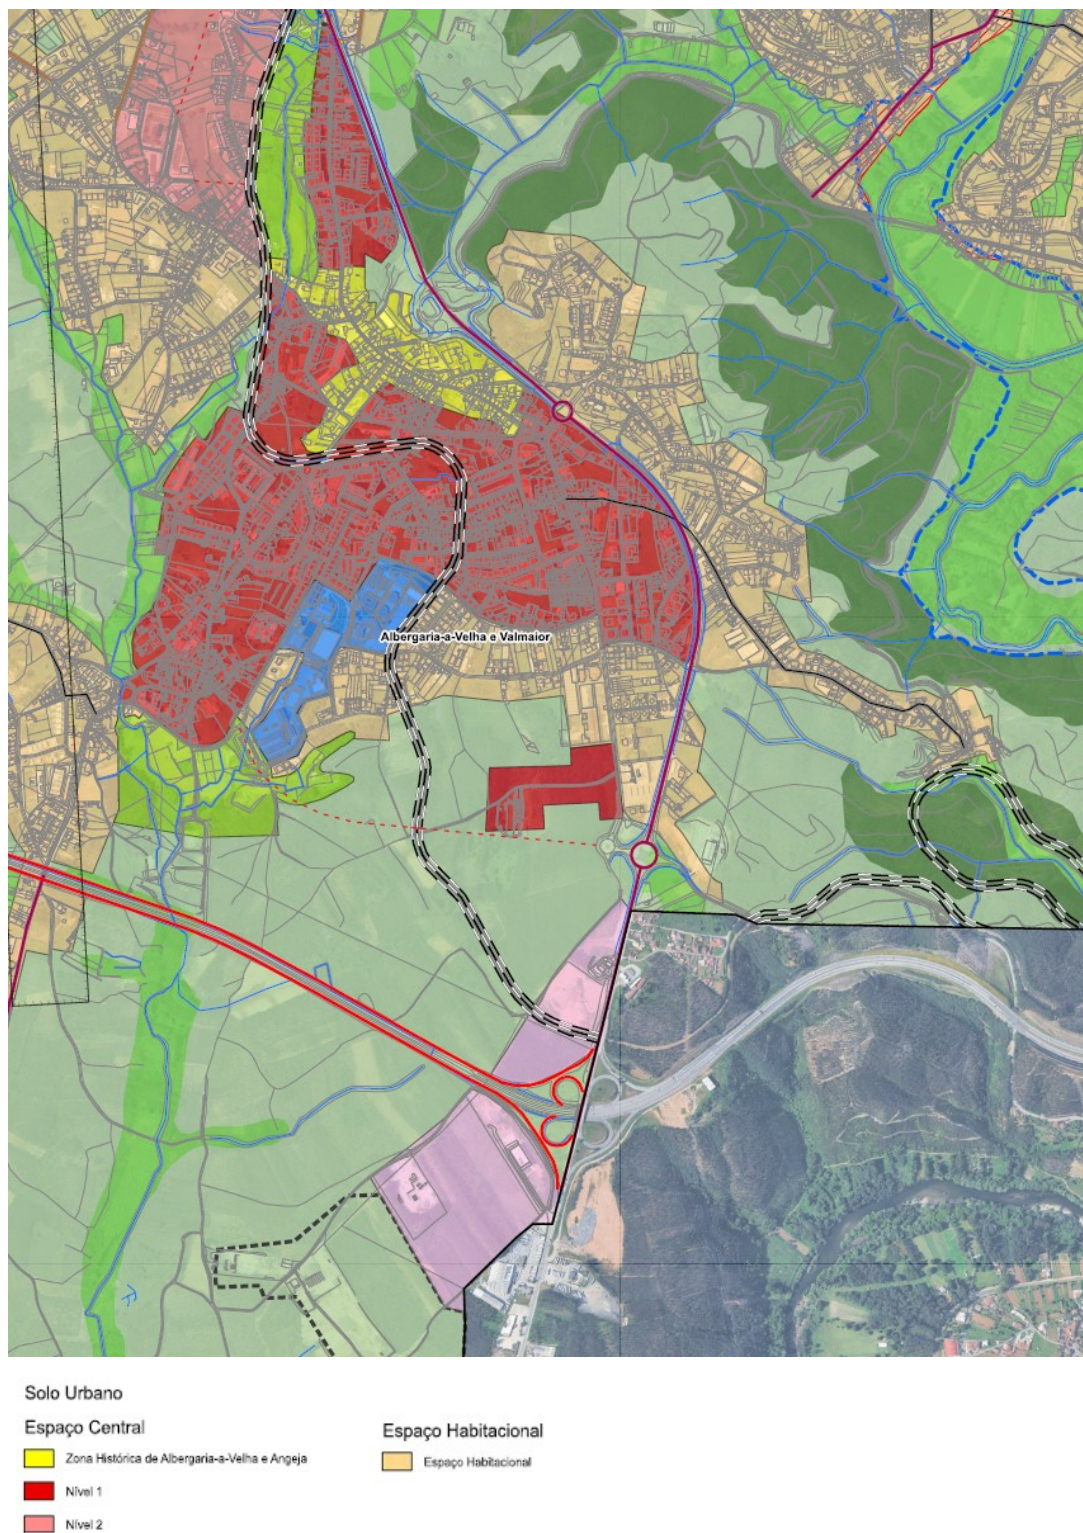 Albergaria-a-Velha e Valmaior
Solo Urbano
Espaço Central
Zona Histórica de Albergaria-a-Velha e Angeja
Nível 1
Nível 2
Espaço Habitacional
Espaço Habitacional